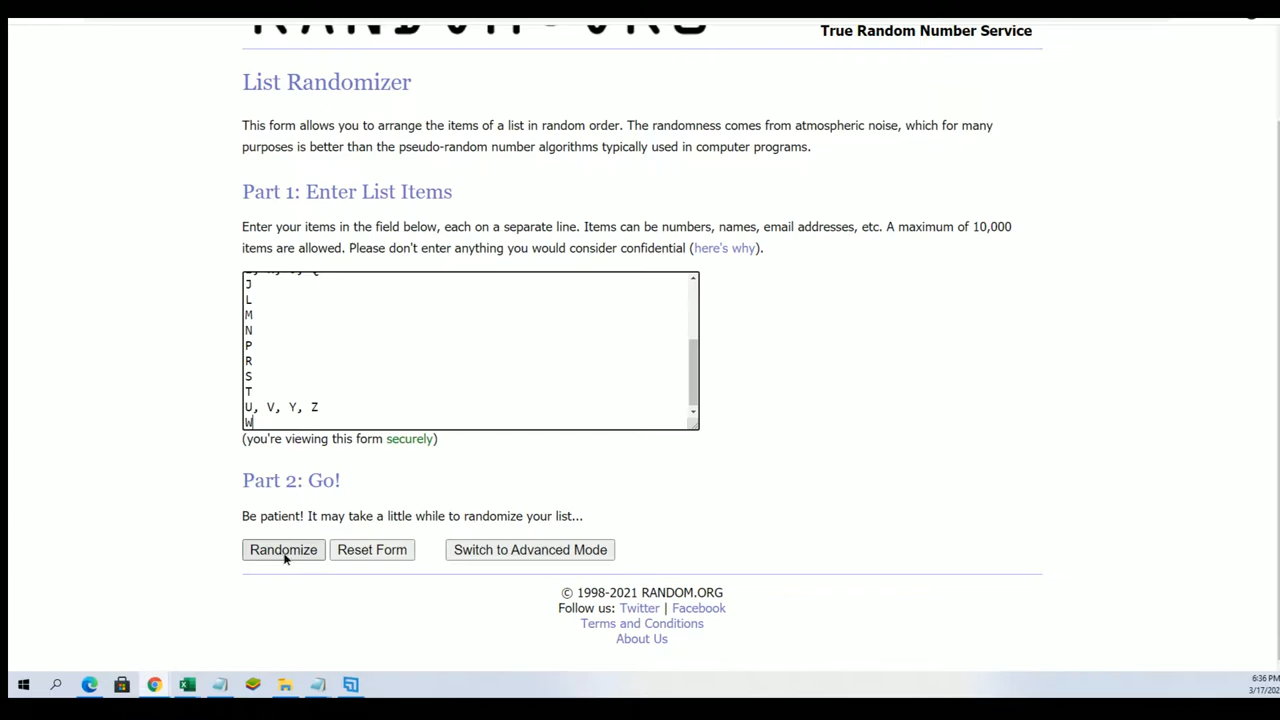 RANDOM.ORG
True Random Number Service
List Randomizer
This form allows you to arrange the items of a list in random order. The randomness comes from atmospheric noise, which for many
purposes is better than the pseudo-random number algorithms typically used in computer programs.
Part 1: Enter List Items
Enter your items in the field below, each on a separate line. Items can be numbers, names, email addresses, etc. A maximum of 10,000
items are allowed. Please don't enter anything you would consider confidential (here's why).
J
L
M
N
P
R
S
T
U, V, Y, Z
W
(you're viewing this form securely)
Part 2: Go!
Be patient! It may take a little while to randomize your list...
Randomize Reset Form Switch to Advanced Mode
© 1998-2021 RANDOM.ORG
Follow us: Twitter | Facebook
Terms and Conditions
About Us
6:36 PM
3/17/202